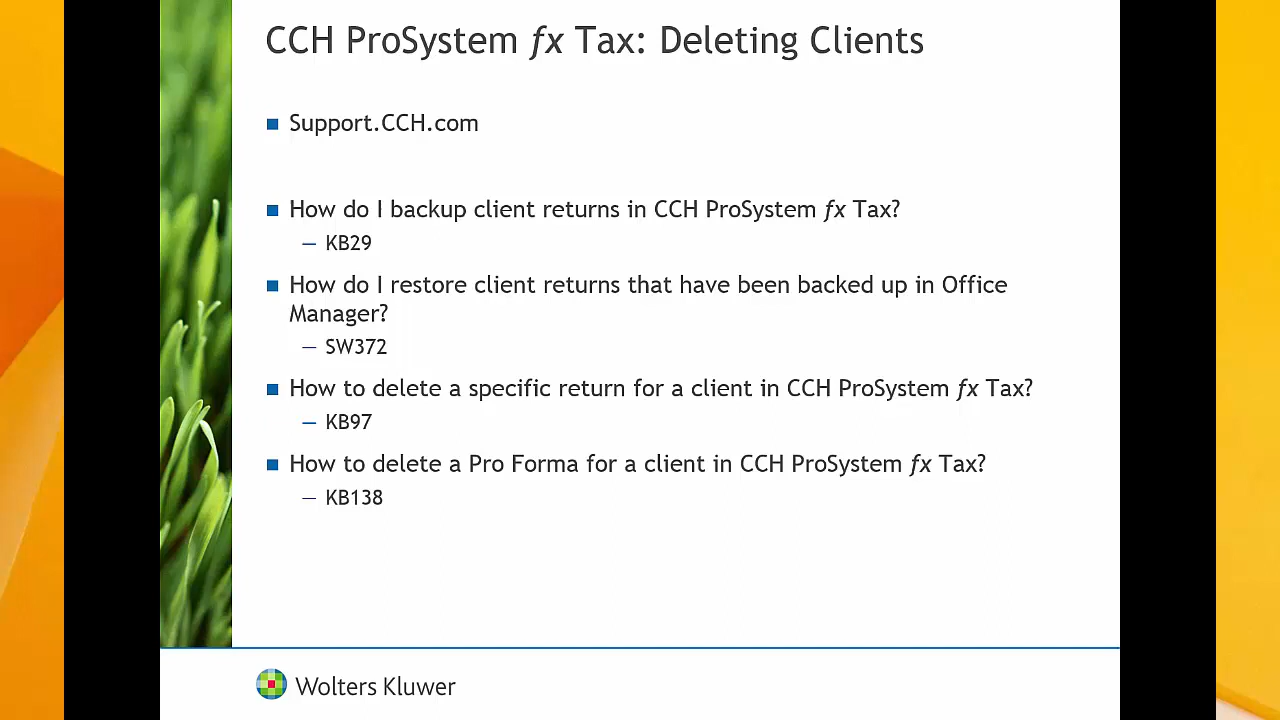 CCH ProSystem fx Tax: Deleting Clients
Support.CCH.com
How do I backup client returns in CCH ProSystem fx Tax?
— KB29
How do I restore client returns that have been backed up in Office
Manager?
— SW372
How to delete a specific return for a client in CCH ProSystem fx Tax?
— KB97
How to delete a Pro Forma for a client in CCH ProSystem fx Tax?
— KB138
Wolters Kluwer